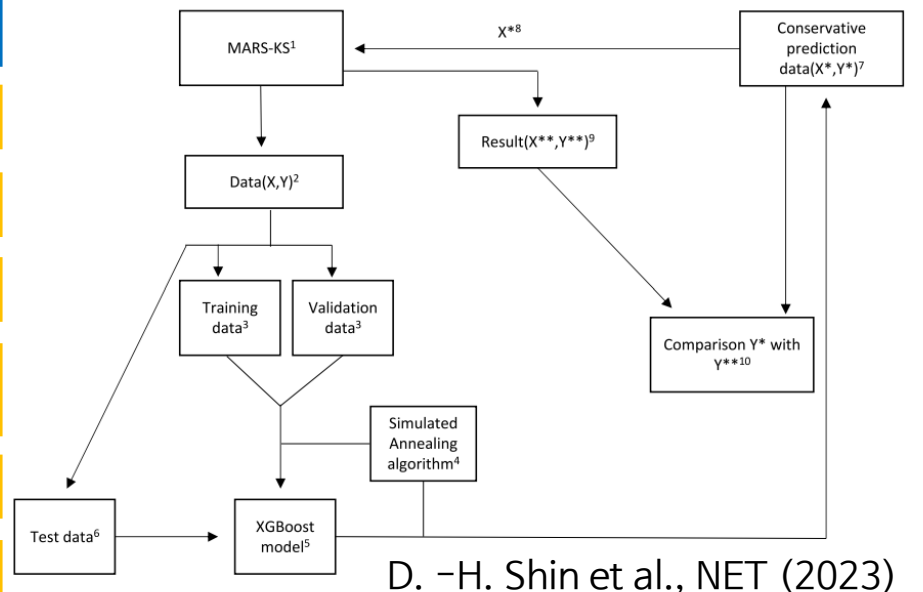 MARS-KS¹
X*⁸
Conservative
prediction
data(X*,Y*)⁷
Result(X**,Y**)⁹
Data(X,Y)²
Training
data³
Validation
data³
Comparison Y* with
Y**¹⁰
Simulated
Annealing
algorithm⁴
Test data⁶
XGBoost
model⁵
D. -H. Shin et al., NET (2023)